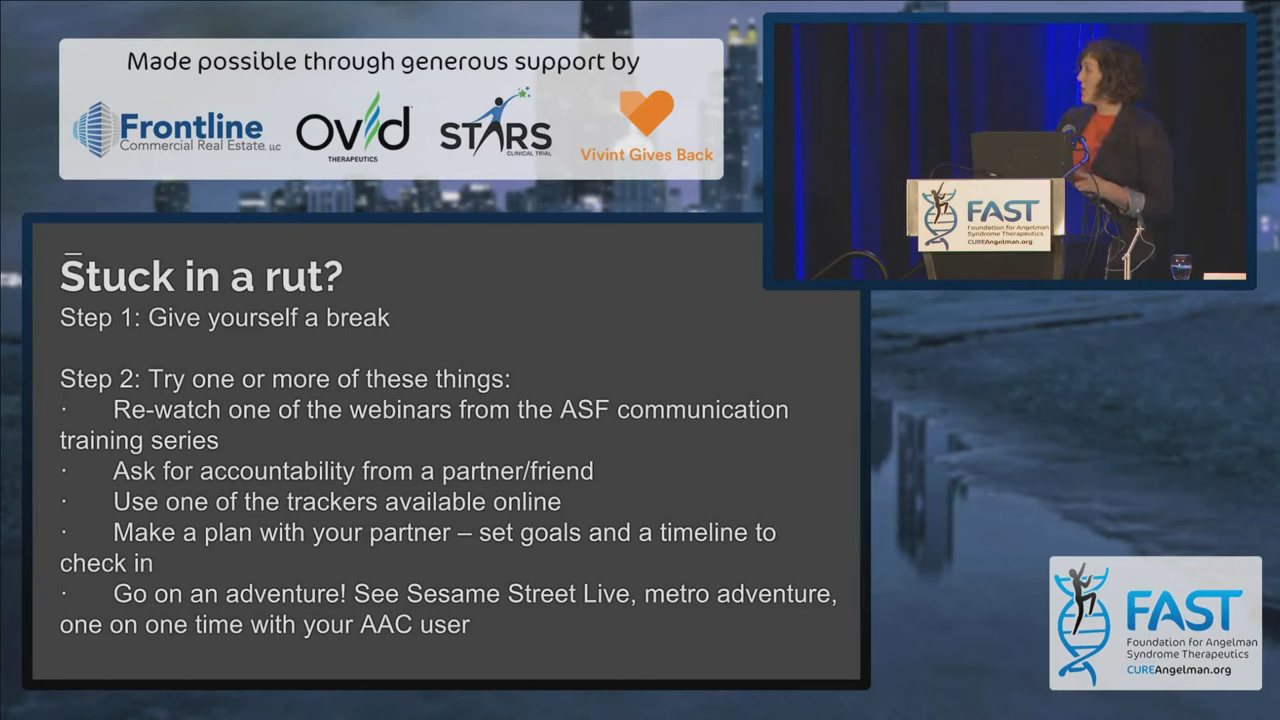 Made possible through generous support by
Frontline
Commercial Real Estate, LLC
Ovid
THERAPEUTICS
STARS
CLINICAL TRIAL
Vivint Gives Back
FAST
Foundation for Angelman
Syndrome Therapeutics
CUREAngelman.org
Stuck in a rut?
Step 1: Give yourself a break
Step 2: Try one or more of these things:
· Re-watch one of the webinars from the ASF communication
training series
· Ask for accountability from a partner/friend
· Use one of the trackers available online
· Make a plan with your partner – set goals and a timeline to
check in
· Go on an adventure! See Sesame Street Live, metro adventure,
one on one time with your AAC user
FAST
Foundation for Angelman
Syndrome Therapeutics
CUREAngelman.org